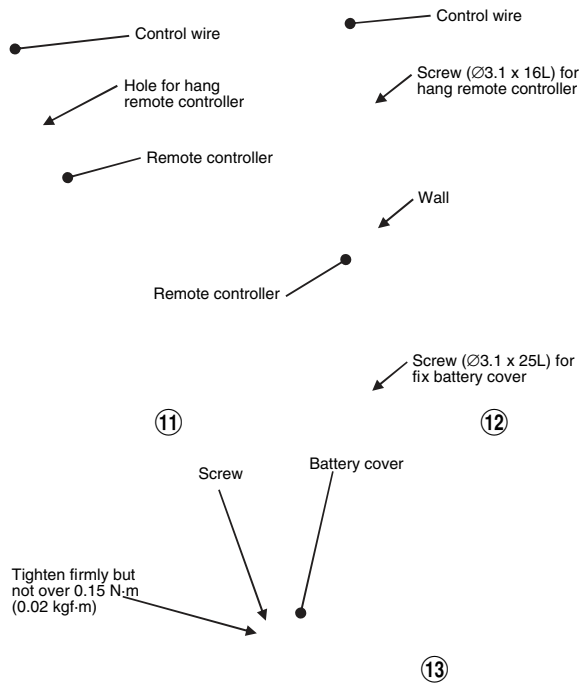 Control wire
Hole for hang
remote controller
Remote controller
⑪
Control wire
Screw (∅3.1 x 16L) for
hang remote controller
Wall
Remote controller
Screw (∅3.1 x 25L) for
fix battery cover
⑫
Screw
Battery cover
Tighten firmly but
not over 0.15 N·m
(0.02 kgf·m)
⑬